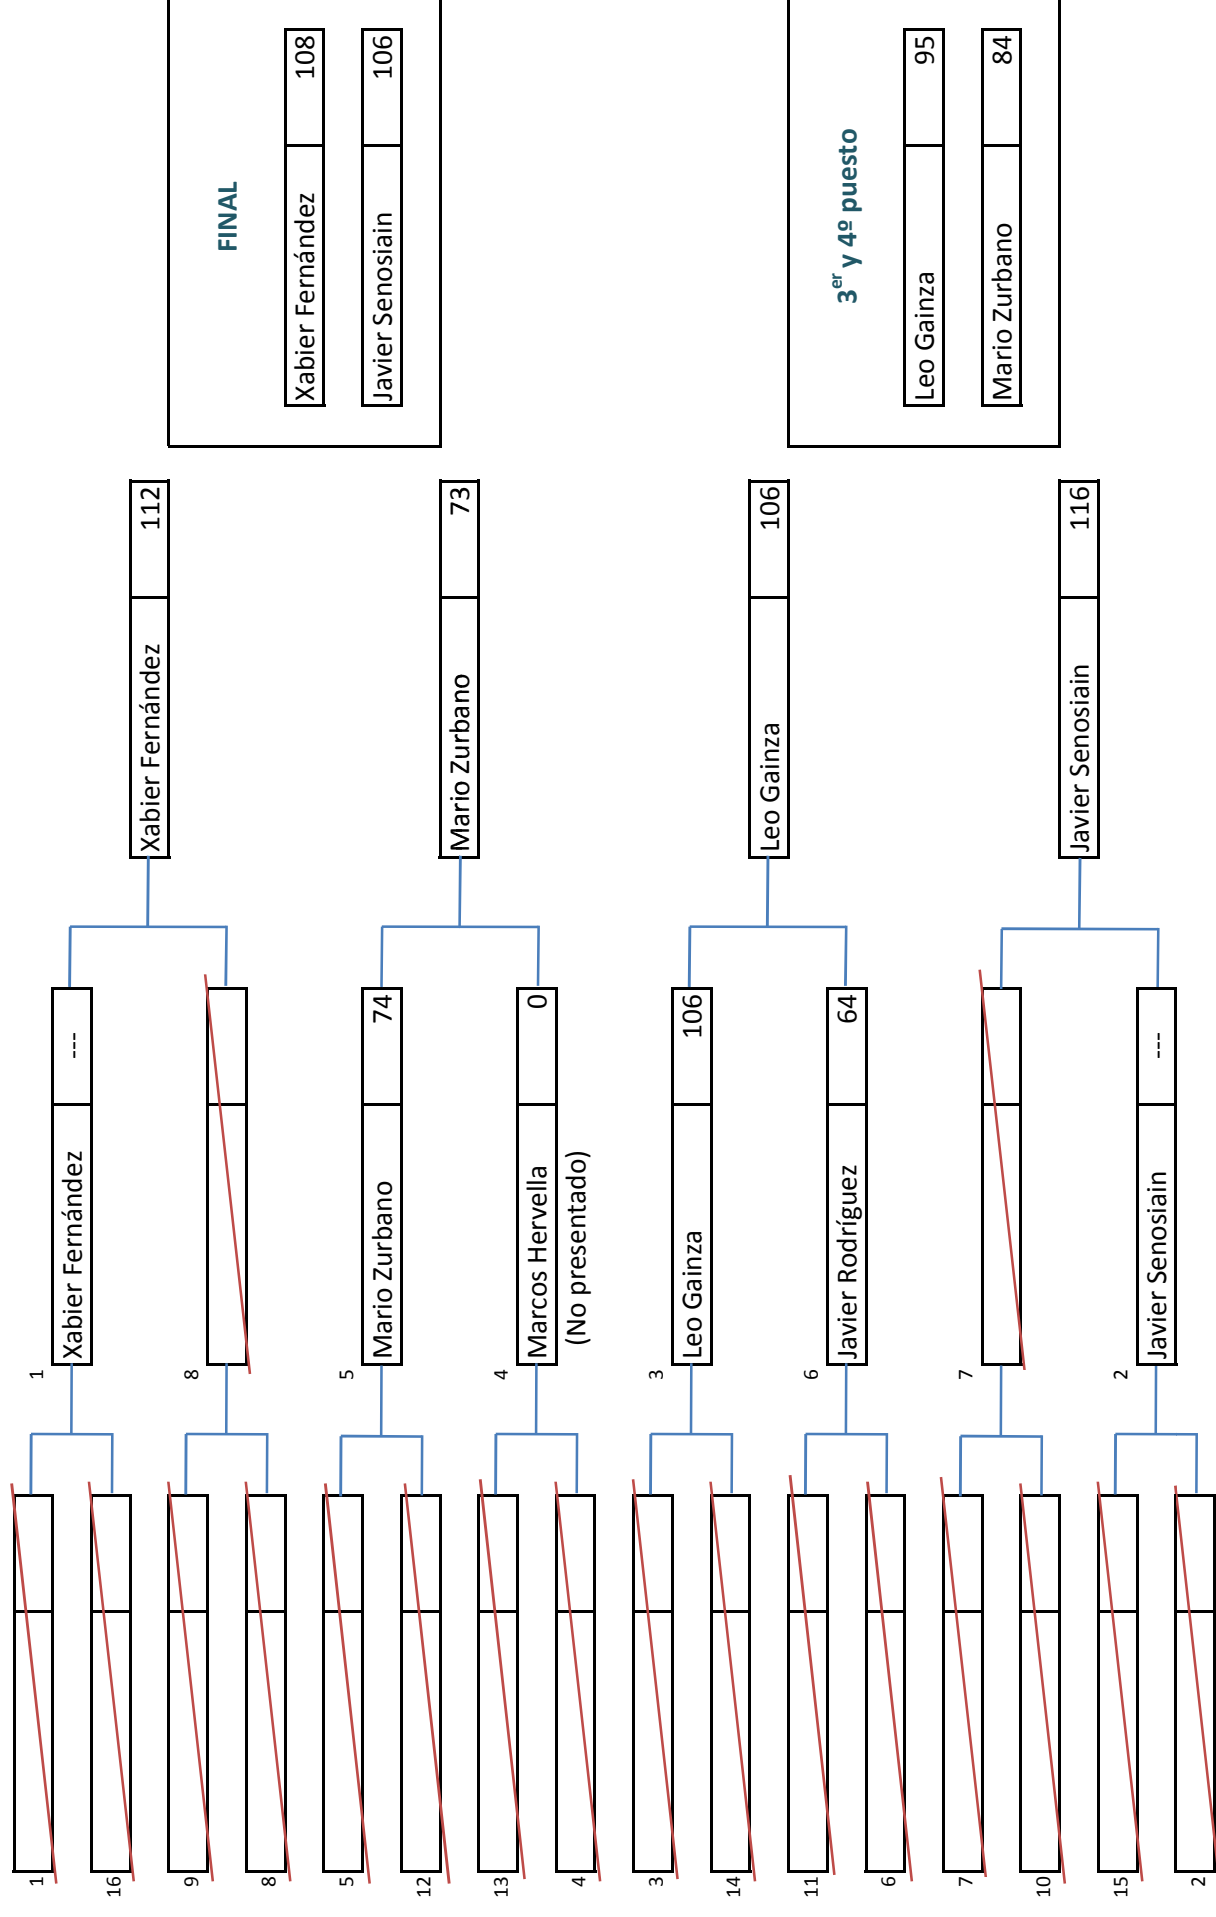 1
16
9
8
5
12
13
4
3
14
11
6
7
10
15
2
1
Xabier Fernández ---
8
5
Mario Zurbano 74
4
Marcos Hervella 0
(No presentado)
3
Leo Gainza 106
6
Javier Rodríguez 64
7
2
Javier Senosiain ---
Xabier Fernández 112
Mario Zurbano 73
Leo Gainza 106
Javier Senosiain 116
FINAL
Xabier Fernández 108
Javier Senosiain 106
3er y 4º puesto
Leo Gainza 95
Mario Zurbano 84